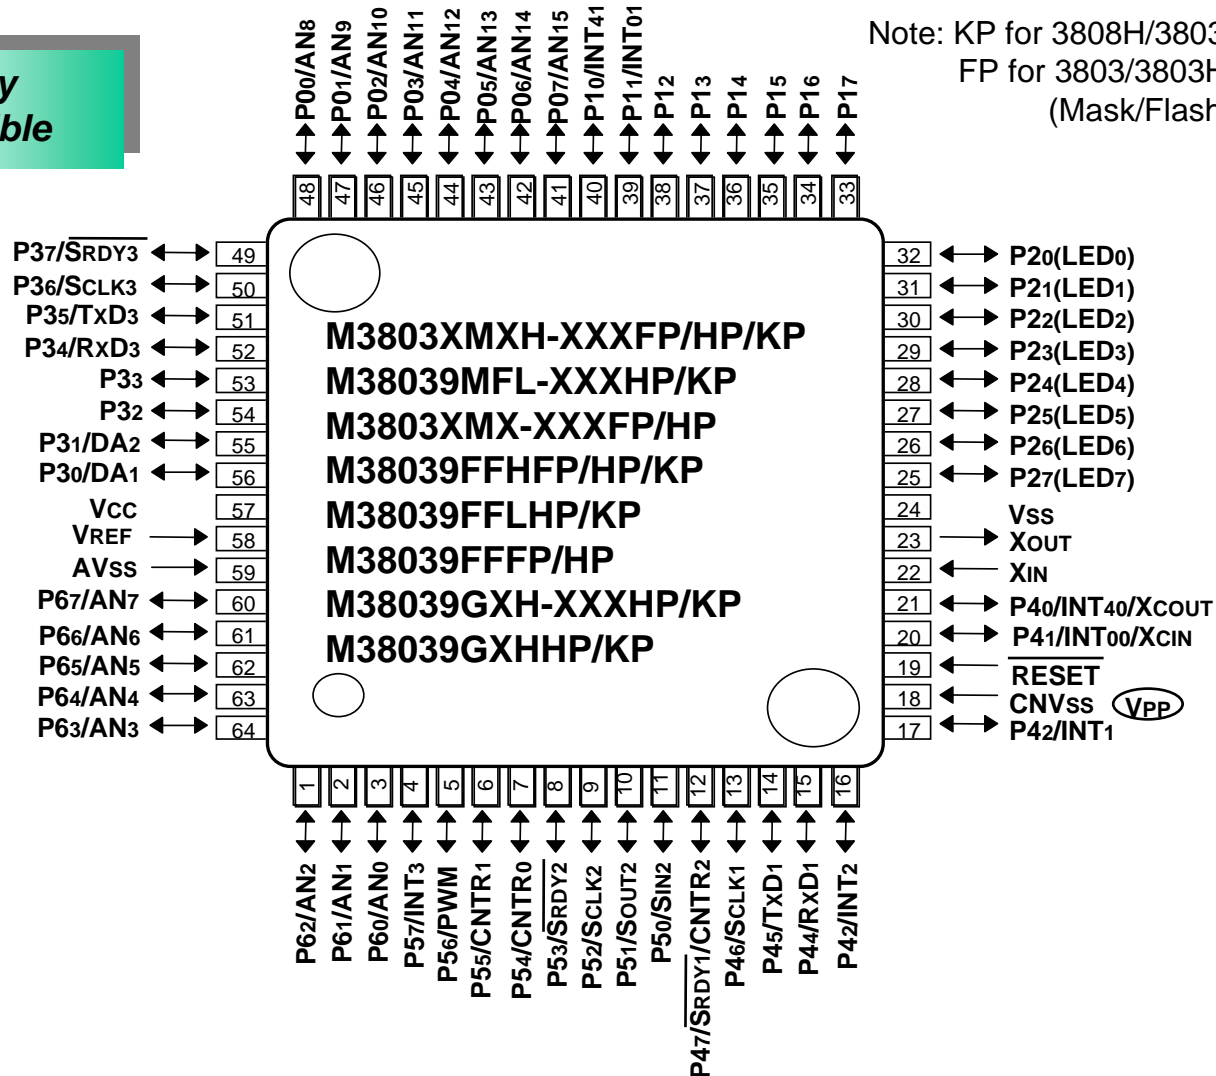 y
ble
Note: KP for 3808H/3803
FP for 3803/3803H
(Mask/Flash
P00/AN8
P01/AN9
P02/AN10
P03/AN11
P04/AN12
P05/AN13
P06/AN14
P07/AN15
P10/INT41
P11/INT01
P12
P13
P14
P15
P16
P17
48
47
46
45
44
43
42
41
40
39
38
37
36
35
34
33
P37/SRDY3 49
P36/SCLK3 50
P35/TxD3 51
P34/RxD3 52
P33 53
P32 54
P31/DA2 55
P30/DA1 56
VCC 57
VREF 58
AVSS 59
P67/AN7 60
P66/AN6 61
P65/AN5 62
P64/AN4 63
P63/AN3 64
M3803XMXH-XXXFP/HP/KP
M38039MFL-XXXHP/KP
M3803XMX-XXXFP/HP
M38039FFHFP/HP/KP
M38039FFLHP/KP
M38039FFFP/HP
M38039GXH-XXXHP/KP
M38039GXHHP/KP
32 P20(LED0)
31 P21(LED1)
30 P22(LED2)
29 P23(LED3)
28 P24(LED4)
27 P25(LED5)
26 P26(LED6)
25 P27(LED7)
24 VSS
23 XOUT
22 XIN
21 P40/INT40/XCOUT
20 P41/INT00/XCIN
19 RESET
18 CNVSS VPP
17 P42/INT1
1
2
3
4
5
6
7
8
9
10
11
12
13
14
15
16
P62/AN2
P61/AN1
P60/AN0
P57/INT3
P56/PWM
P55/CNTR1
P54/CNTR0
P53/SRDY2
P52/SCLK2
P51/SOUT2
P50/SIN2
P47/SRDY1/CNTR2
P46/SCLK1
P45/TxD1
P44/RxD1
P42/INT2